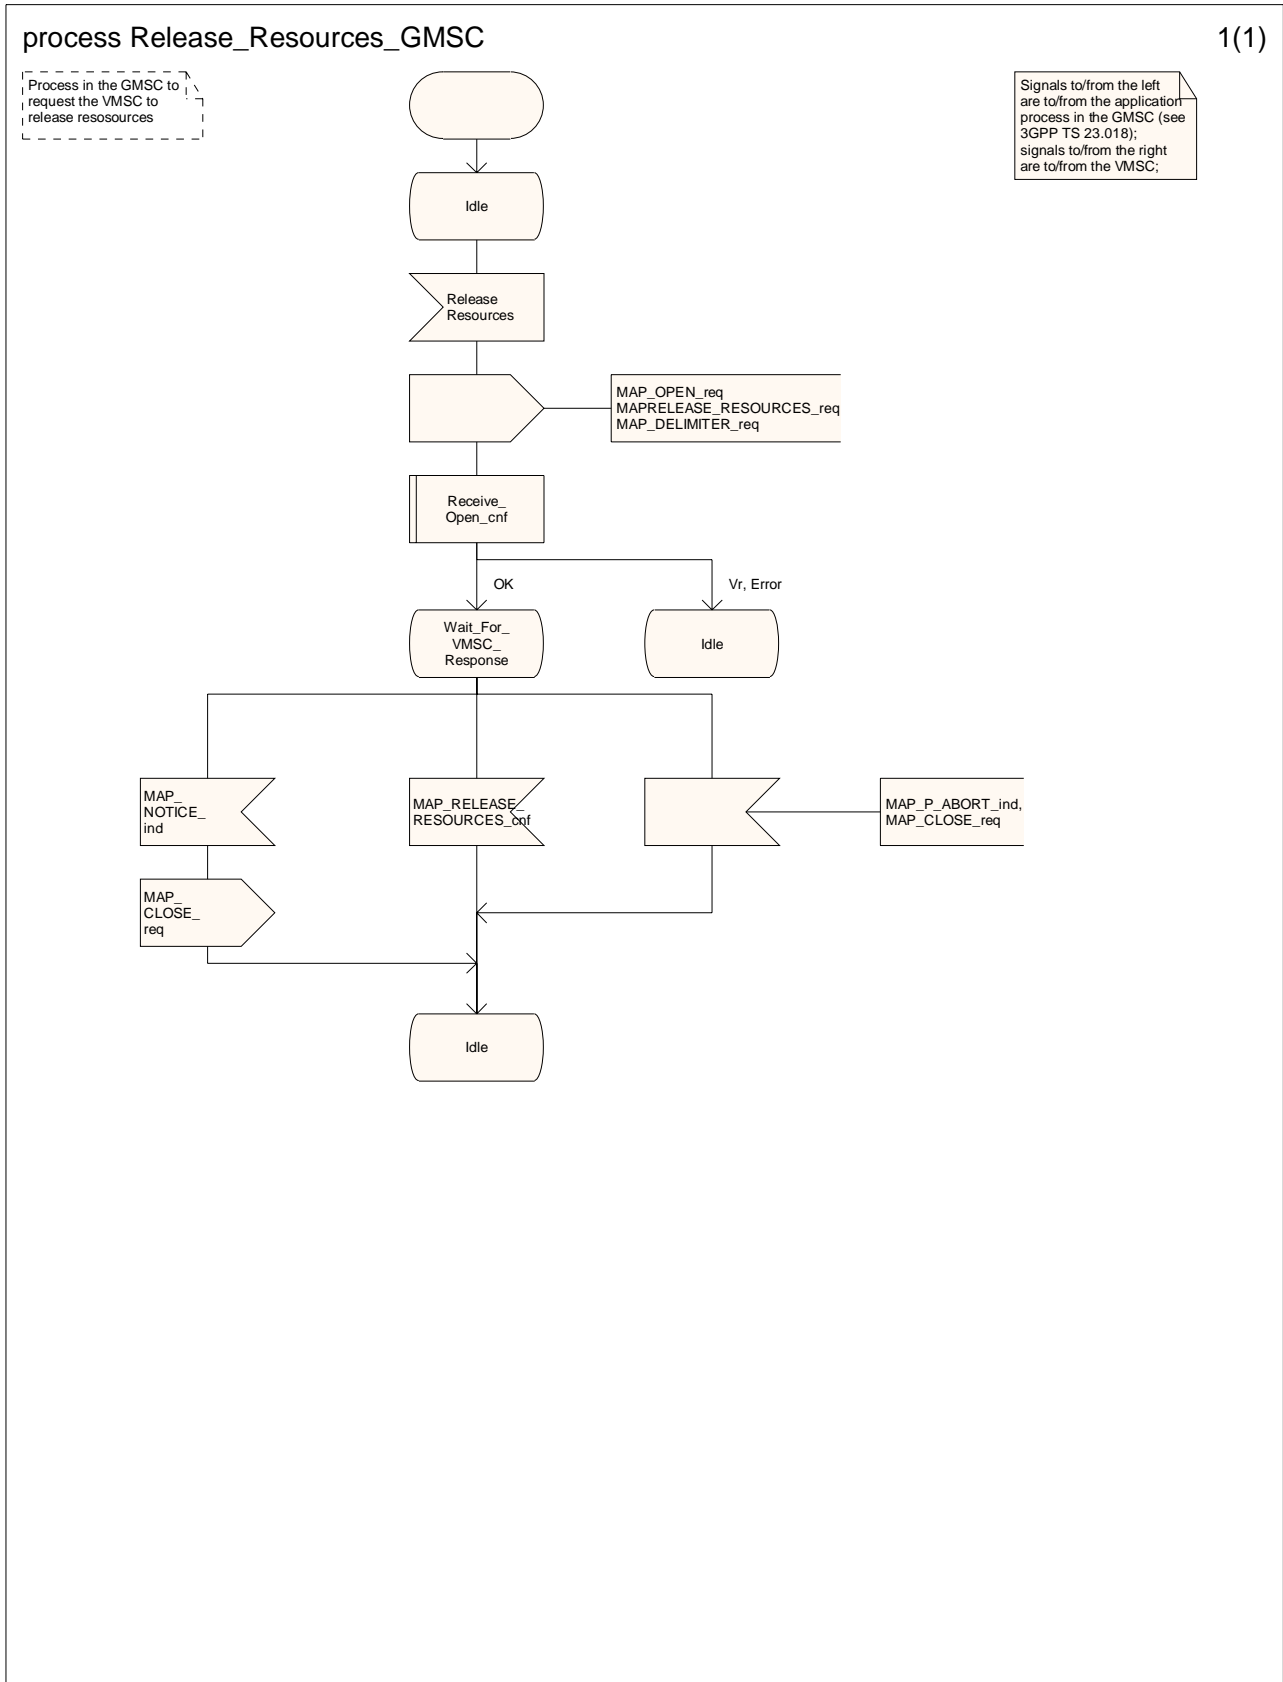 process Release_Resources_GMSC
1(1)
Process in the GMSC to
request the VMSC to
release resosources
Signals to/from the left
are to/from the application
process in the GMSC (see
3GPP TS 23.018);
signals to/from the right
are to/from the VMSC;
Idle
Release
Resources
MAP_OPEN_req
MAPRELEASE_RESOURCES_req
MAP_DELIMITER_req
Receive_
Open_cnf
OK
Vr, Error
Wait_For_
VMSC_
Response
Idle
MAP_
NOTICE_
ind
MAP_RELEASE_
RESOURCES_cnf
MAP_P_ABORT_ind,
MAP_CLOSE_req
MAP_
CLOSE_
req
Idle